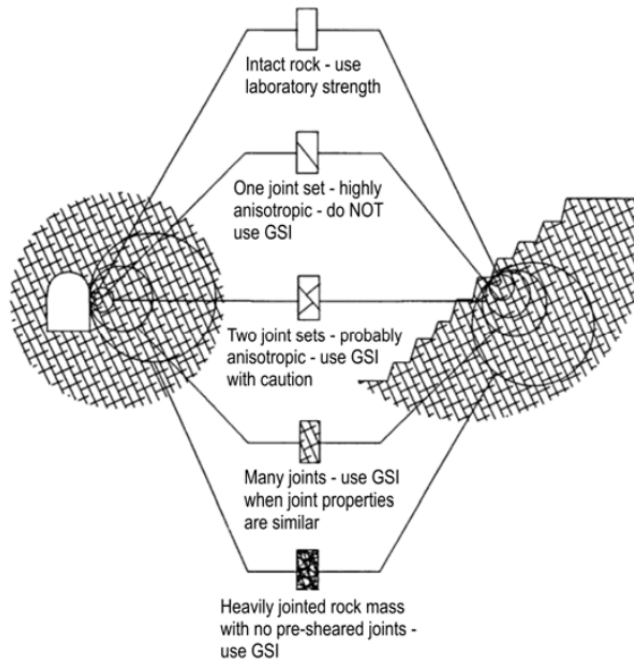 Intact rock - use
laboratory strength
One joint set - highly
anisotropic - do NOT
use GSI
Two joint sets - probably
anisotropic - use GSI
with caution
Many joints - use GSI
when joint properties
are similar
Heavily jointed rock mass
with no pre-sheared joints -
use GSI